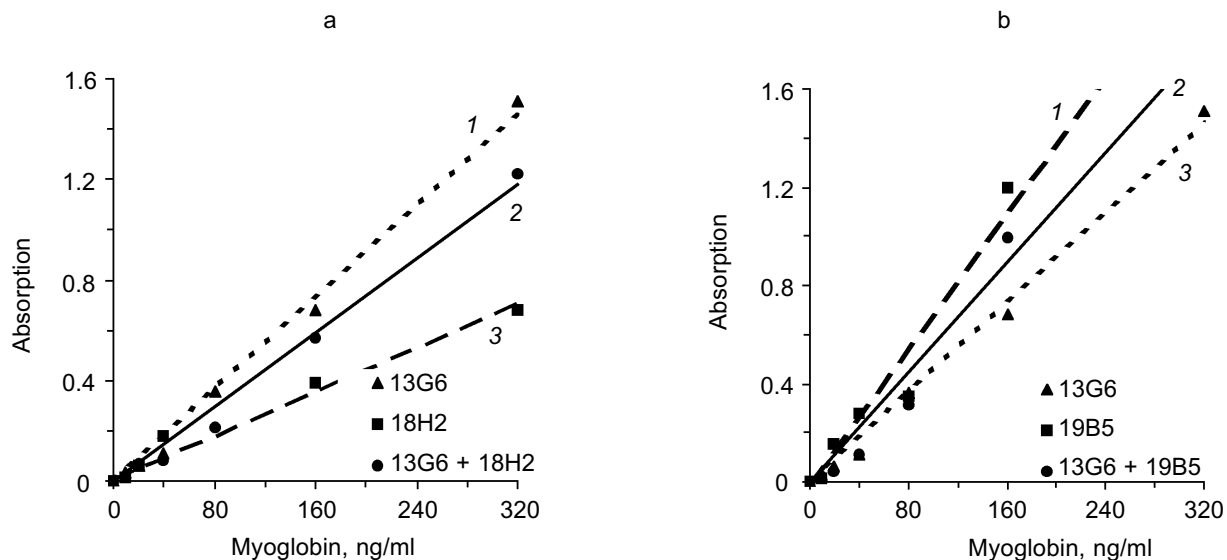 a
Absorption
1.6
1.2
0.8
0.4
0
1
2
3
13G6
18H2
13G6 + 18H2
0 80 160 240 320
Myoglobin, ng/ml
b
Absorption
1.6
1.2
0.8
0.4
0
1
2
3
13G6
19B5
13G6 + 19B5
0 80 160 240 320
Myoglobin, ng/ml